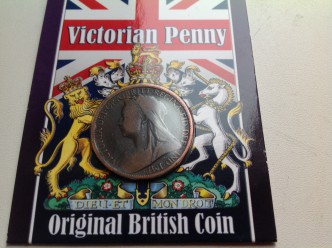 Victorian Penny
DIEU·ET MON DROIT
Original British Coin